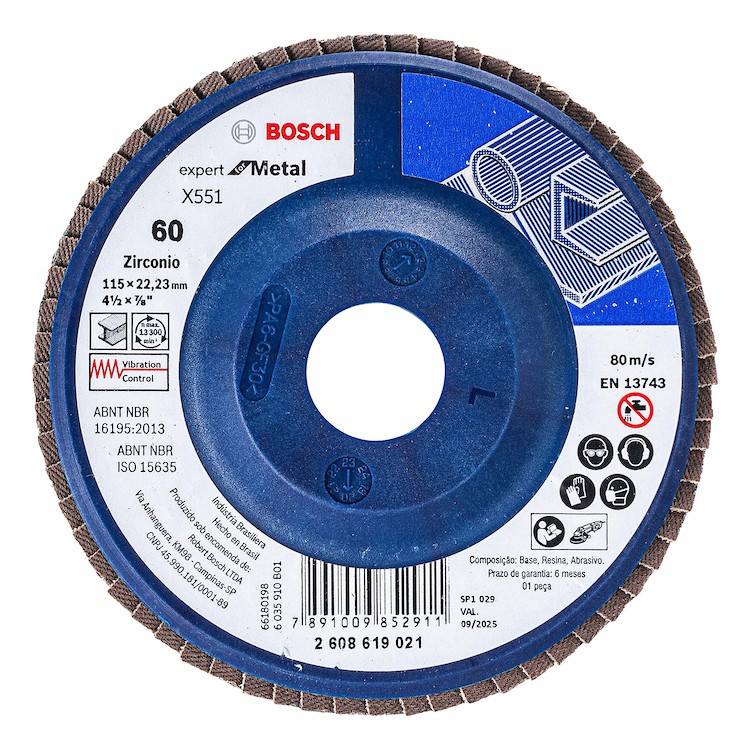 BOSCH
expert for Metal
X551
60
Zirconio
115 × 22,23 mm
4½ × ⅞"
n max.
13 300
min⁻¹
Vibration
Control
ABNT NBR
16195:2013
ABNT NBR
ISO 15635
Indústria Brasileira
Hecho en Brasil
Produzido sob encomenda de:
Robert Bosch LTDA
Via Anhanguera, KM98 - Campinas-SP
CNPJ 45.990.181/0001-89
66180198
6 035 910 B01
7 891009 852911
2 608 619 021
80 m/s
EN 13743
Composição: Base, Resina, Abrasivo.
Prazo de garantia: 6 meses
01 peça
SP1 029
VAL.
09/2025
>PA6-GF30<
L